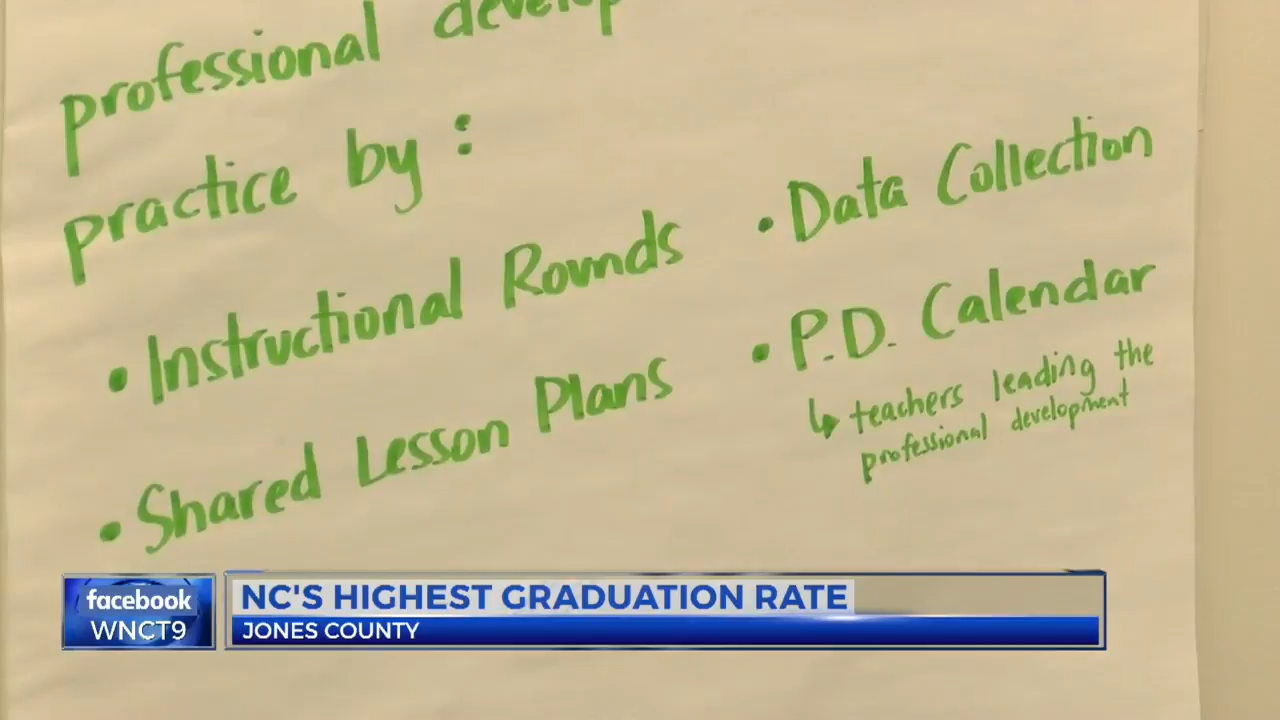 professional develop
practice by:
• Instructional Rounds
• Shared Lesson Plans
• Data Collection
• P.D. Calendar
↳ teachers leading the
professional development
facebook
WNCT9
NC'S HIGHEST GRADUATION RATE
JONES COUNTY